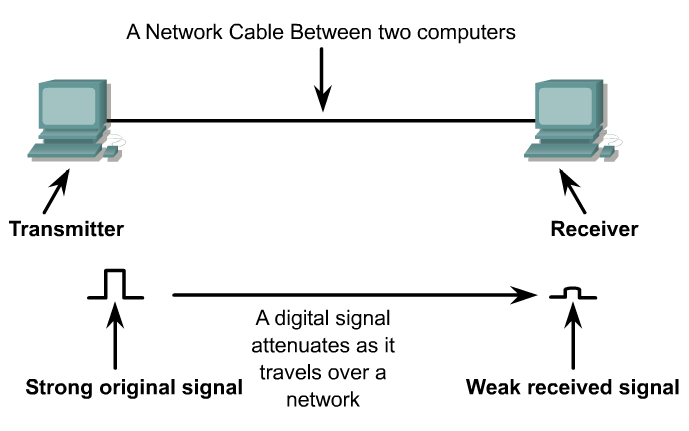 A Network Cable Between two computers
Transmitter
Receiver
A digital signal
attenuates as it
travels over a
network
Strong original signal
Weak received signal